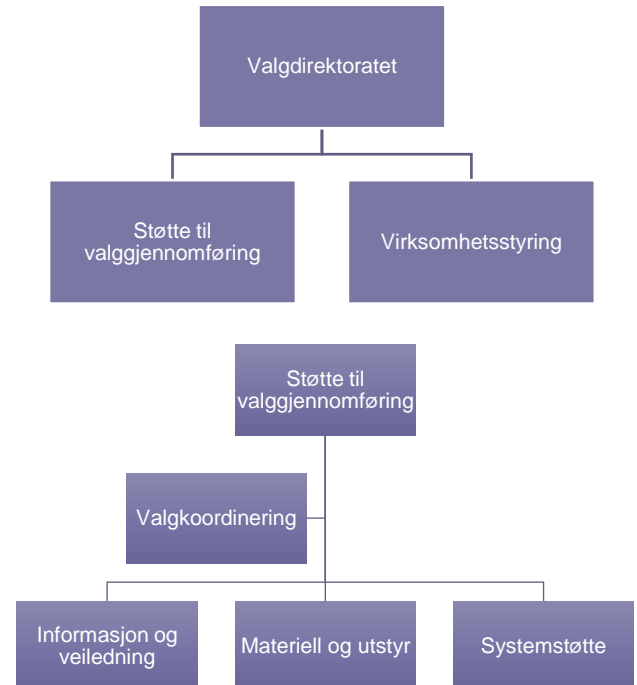 Valgdirektoratet
Støtte til
valggjennomføring
Virksomhetsstyring
Støtte til
valggjennomføring
Valgkoordinering
Informasjon og
veiledning
Materiell og utstyr
Systemstøtte